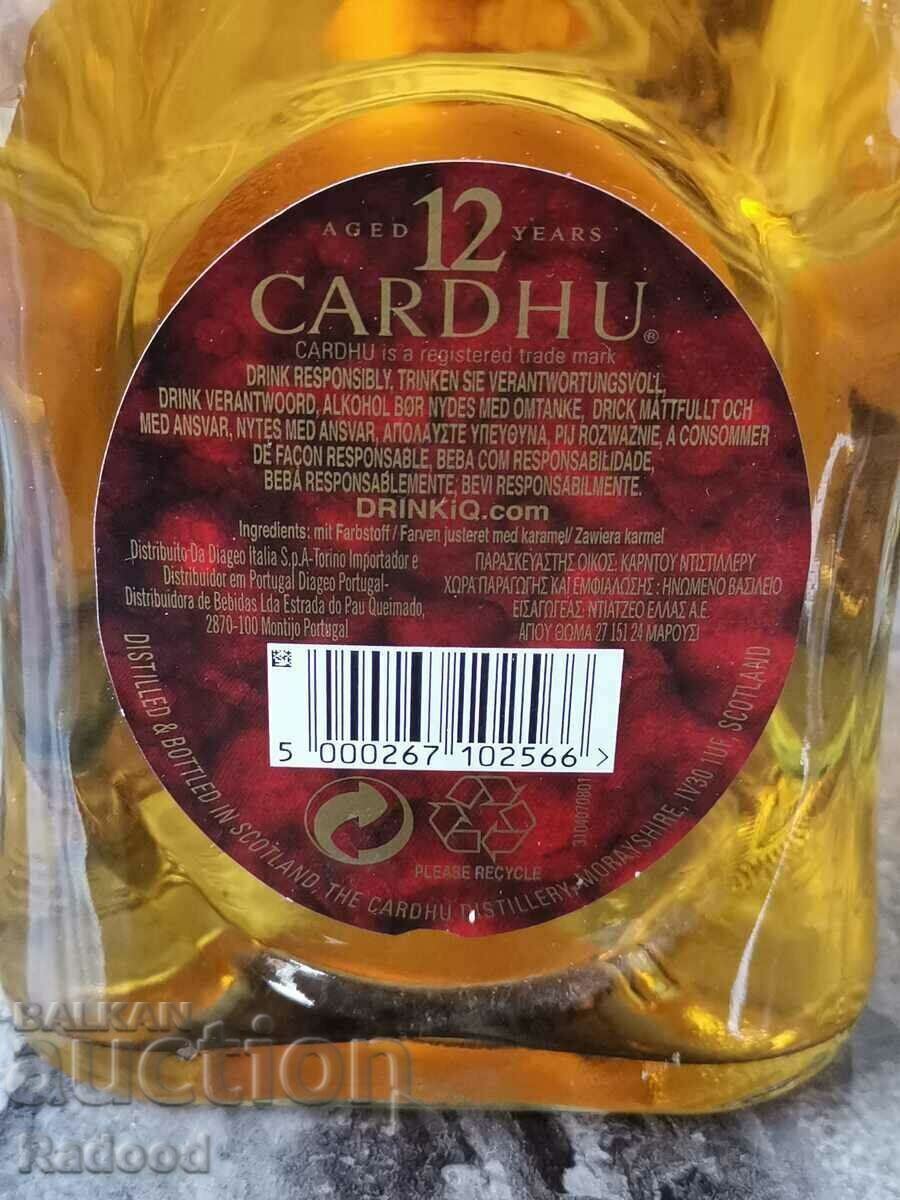 AGED 12 YEARS
CARDHU®
CARDHU is a registered trade mark
DRINK RESPONSIBLY, TRINKEN SIE VERANTWORTUNGSVOLL,
DRINK VERANTWOORD, ALKOHOL BØR NYDES MED OMTANKE, DRICK MÅTTFULLT OCH
MED ANSVAR, NYTES MED ANSVAR, ΑΠΟΛΑΥΣΤΕ ΥΠΕΥΘΥΝΑ, PIJ ROZWAZNIE, A CONSOMMER
DE FAÇON RESPONSABLE, BEBA COM RESPONSABILIDADE,
BEBA RESPONSABLEMENTE, BEVI RESPONSABILMENTE.
DRINKiQ.com
Ingredients: mit Farbstoff / Farven justeret med karamel/ Zawiera karmel
Distribuito Da Diageo Italia S.p.A-Torino Importador e
Distribuidor em Portugal Diageo Portugal-
Distribuidora de Bebidas Lda Estrada do Pau Queimado,
2870-100 Montijo Portugal
ΠΑΡΑΣΚΕΥΑΣΤΗΣ ΟΙΚΟΣ: ΚΑΡΝΤΟΥ ΝΤΙΣΤΙΛΛΕΡΥ
ΧΩΡΑ ΠΑΡΑΓΩΓΗΣ ΚΑΙ ΕΜΦΙΑΛΩΣΗΣ : ΗΝΩΜΕΝΟ ΒΑΣΙΛΕΙΟ
ΕΙΣΑΓΩΓΕΑΣ: ΝΤΙΑΤΖΕΟ ΕΛΛΑΣ Α.Ε.
ΑΓΙΟΥ ΘΩΜΑ 27 151 24 ΜΑΡΟΥΣΙ
5 000267 102566 >
PLEASE RECYCLE
DISTILLED & BOTTLED IN SCOTLAND. THE CARDHU DISTILLERY, MORAYSHIRE, IV30 1UF, SCOTLAND
BALKAN
auction
Radood